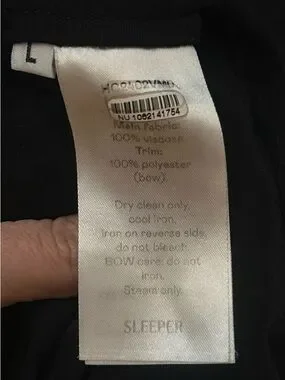 L
NU 1082141754
Main fabric:
100% viscose
Trim:
100% polyester
(bow).
Dry clean only,
cool iron,
iron on reverse side,
do not bleach
BOW care: do not
iron.
Steam only.
SLEEPER